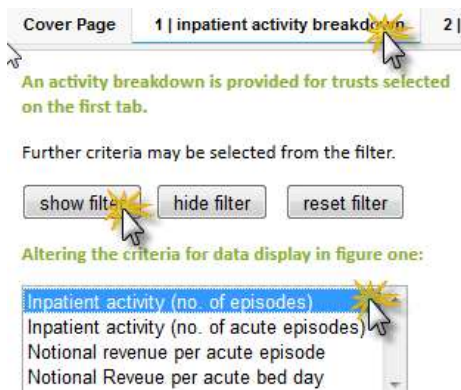 Cover Page 1 | inpatient activity breakdown 2 |
An activity breakdown is provided for trusts selected
on the first tab.
Further criteria may be selected from the filter.
show filter hide filter reset filter
Altering the criteria for data display in figure one:
Inpatient activity (no. of episodes)
Inpatient activity (no. of acute episodes)
Notional revenue per acute episode
Notional Reveue per acute bed day